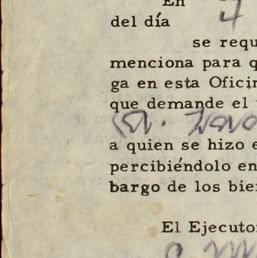 En
del día
se requ
menciona para q
ga en esta Oficin
que demande el
a quien se hizo e
percibiéndolo en
bargo de los bie
El Ejecuto